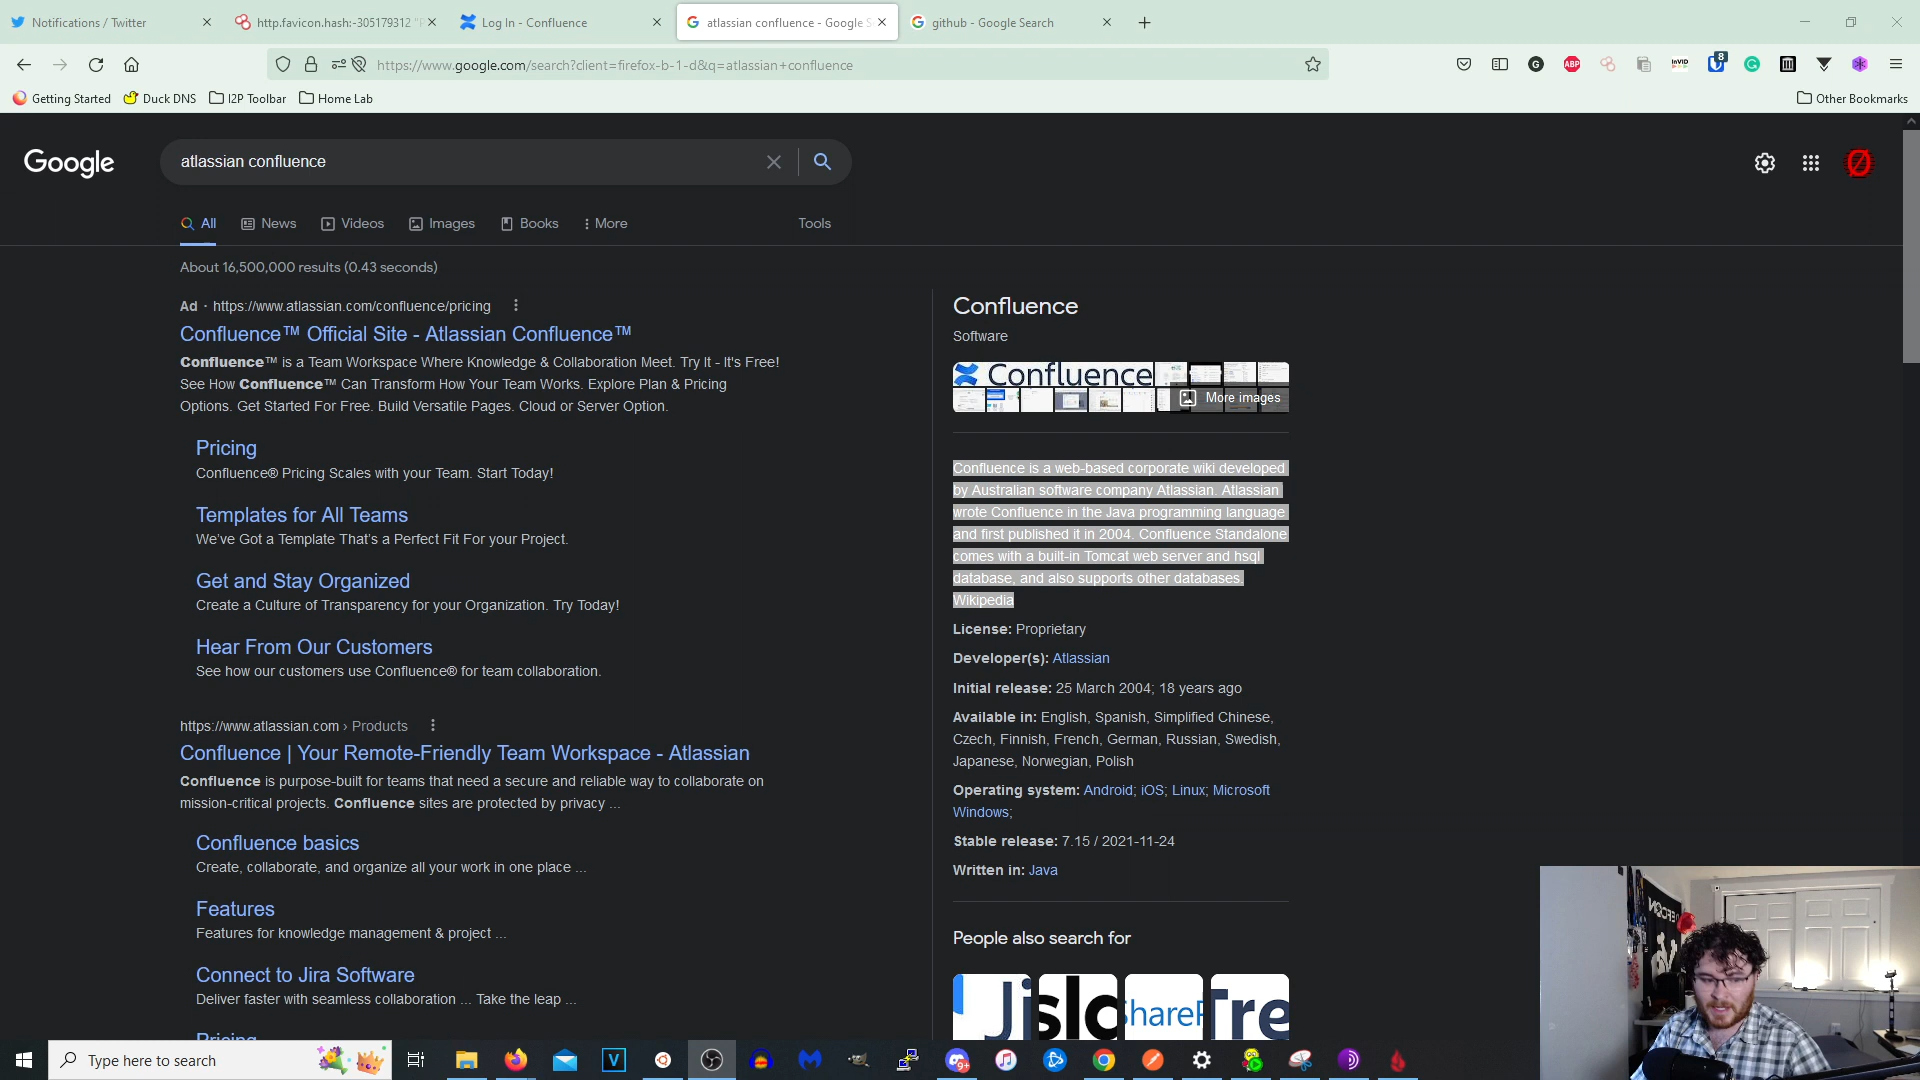 Notifications / Twitter
http.favicon.hash:-305179312 "
Log In - Confluence
atlassian confluence - Google S
github - Google Search
https://www.google.com/search?client=firefox-b-1-d&q=atlassian+confluence
ABP
InVID
8
Getting Started
Duck DNS
I2P Toolbar
Home Lab
Other Bookmarks
Google
atlassian confluence
All
News
Videos
Images
Books
More
Tools
About 16,500,000 results (0.43 seconds)
Ad · https://www.atlassian.com/confluence/pricing
Confluence™ Official Site - Atlassian Confluence™
Confluence™ is a Team Workspace Where Knowledge & Collaboration Meet. Try It - It's Free!
See How Confluence™ Can Transform How Your Team Works. Explore Plan & Pricing
Options. Get Started For Free. Build Versatile Pages. Cloud or Server Option.
Pricing
Confluence® Pricing Scales with your Team. Start Today!
Templates for All Teams
We've Got a Template That's a Perfect Fit For your Project.
Get and Stay Organized
Create a Culture of Transparency for your Organization. Try Today!
Hear From Our Customers
See how our customers use Confluence® for team collaboration.
https://www.atlassian.com › Products
Confluence | Your Remote-Friendly Team Workspace - Atlassian
Confluence is purpose-built for teams that need a secure and reliable way to collaborate on
mission-critical projects. Confluence sites are protected by privacy ...
Confluence basics
Create, collaborate, and organize all your work in one place ...
Features
Features for knowledge management & project ...
Connect to Jira Software
Deliver faster with seamless collaboration ... Take the leap ...
Pricing
Confluence
Software
Confluence
More images
Confluence is a web-based corporate wiki developed
by Australian software company Atlassian. Atlassian
wrote Confluence in the Java programming language
and first published it in 2004. Confluence Standalone
comes with a built-in Tomcat web server and hsql
database, and also supports other databases.
Wikipedia
License: Proprietary
Developer(s): Atlassian
Initial release: 25 March 2004; 18 years ago
Available in: English, Spanish, Simplified Chinese,
Czech, Finnish, French, German, Russian, Swedish,
Japanese, Norwegian, Polish
Operating system: Android; iOS; Linux; Microsoft
Windows;
Stable release: 7.15 / 2021-11-24
Written in: Java
People also search for
Ji
slc
hareP
Tre
Type here to search
V
9+